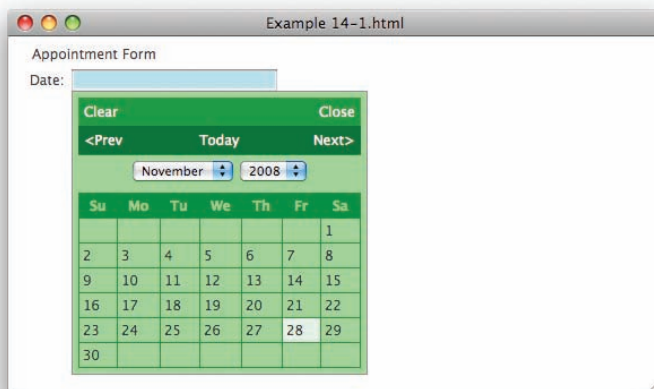 Example 14-1.html
Appointment Form
Date:
Clear Close
<Prev Today Next>
November 2008
Su Mo Tu We Th Fr Sa
1
2 3 4 5 6 7 8
9 10 11 12 13 14 15
16 17 18 19 20 21 22
23 24 25 26 27 28 29
30